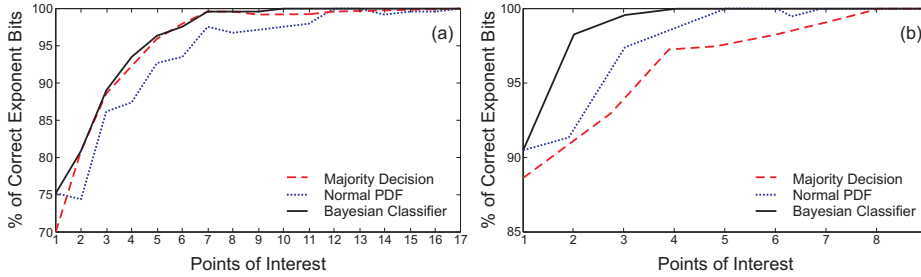 (a)
% of Correct Exponent Bits
100
95
90
85
80
75
70
Majority Decision
Normal PDF
Bayesian Classifier
1 2 3 4 5 6 7 8 9 10 11 12 13 14 15 16 17
Points of Interest
(b)
% of Correct Exponent Bits
100
95
90
85
Majority Decision
Normal PDF
Bayesian Classifier
1 2 3 4 5 6 7 8
Points of Interest